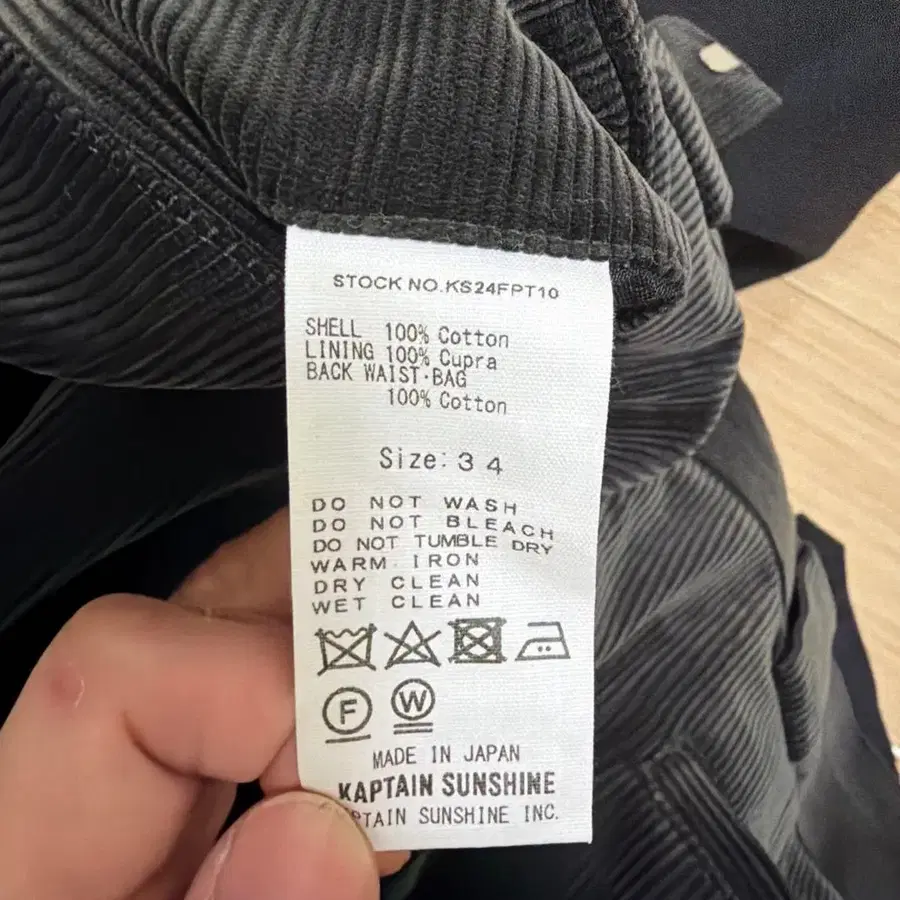 STOCK NO.KS24FPT10
SHELL 100% Cotton
LINING 100% Cupra
BACK WAIST·BAG
100% Cotton
Size: 34
DO NOT WASH
DO NOT BLEACH
DO NOT TUMBLE DRY
WARM IRON
DRY CLEAN
WET CLEAN
F W
MADE IN JAPAN
KAPTAIN SUNSHINE
PTAIN SUNSHINE INC.